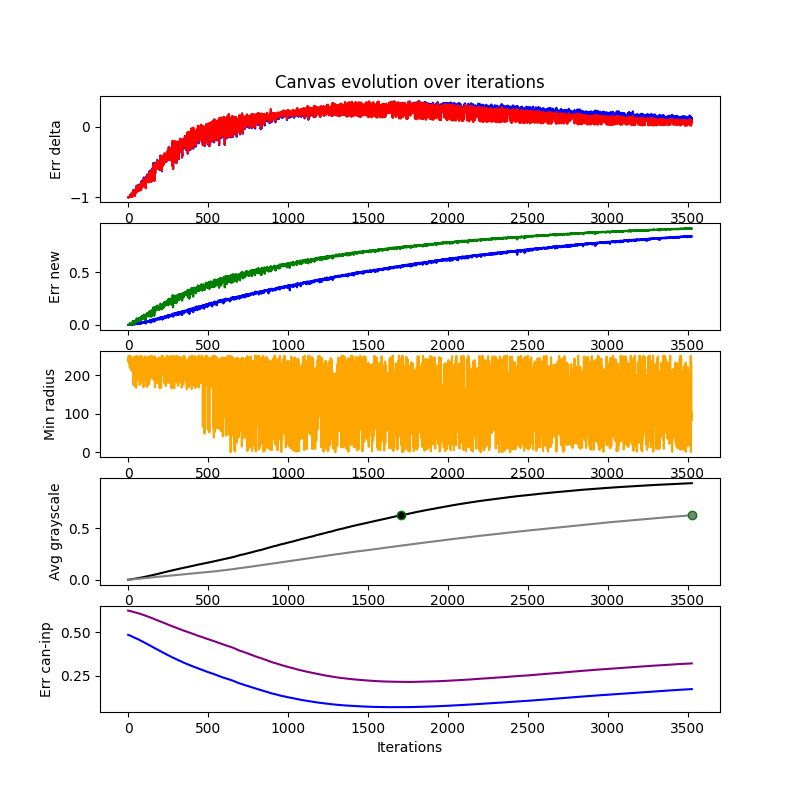 Canvas evolution over iterations
Err delta
0
−1
0 500 1000 1500 2000 2500 3000 3500
Err new
0.5
0.0
0 500 1000 1500 2000 2500 3000 3500
Min radius
200
100
0
0 500 1000 1500 2000 2500 3000 3500
Avg grayscale
0.5
0.0
0 500 1000 1500 2000 2500 3000 3500
Err can-inp
0.50
0.25
0 500 1000 1500 2000 2500 3000 3500
Iterations